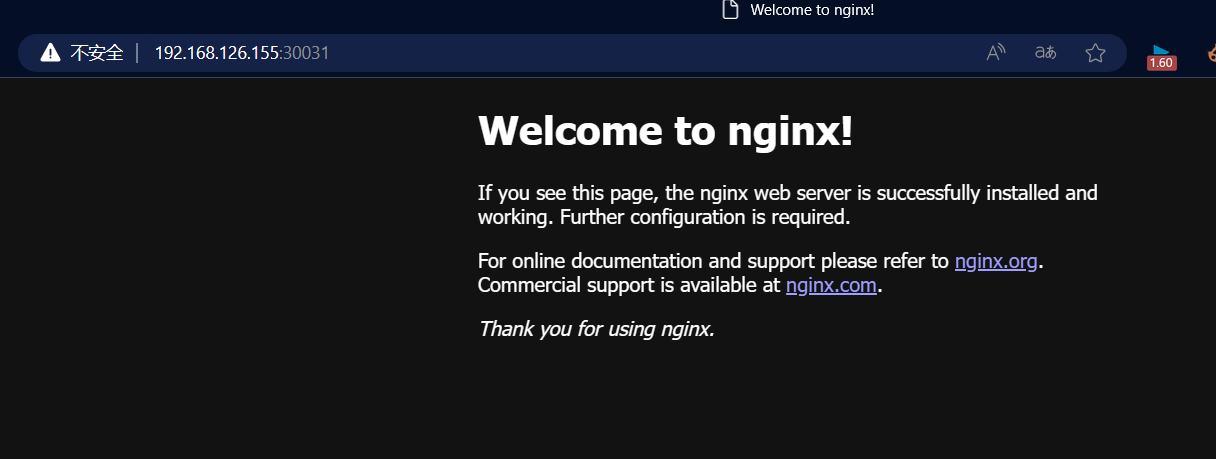 Welcome to nginx!
不安全 192.168.126.155:30031
aあ
1.60
Welcome to nginx!
If you see this page, the nginx web server is successfully installed and
working. Further configuration is required.
For online documentation and support please refer to nginx.org.
Commercial support is available at nginx.com.
Thank you for using nginx.